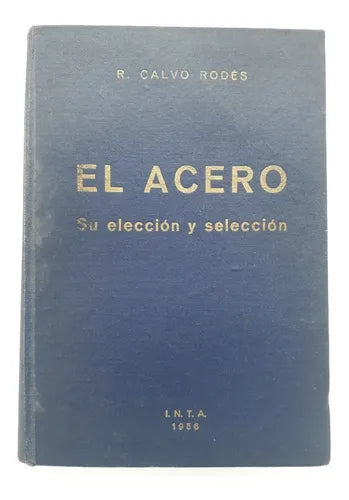 R. CALVO RODÉS
EL ACERO
Su elección y selección
I. N. T. A.
1956